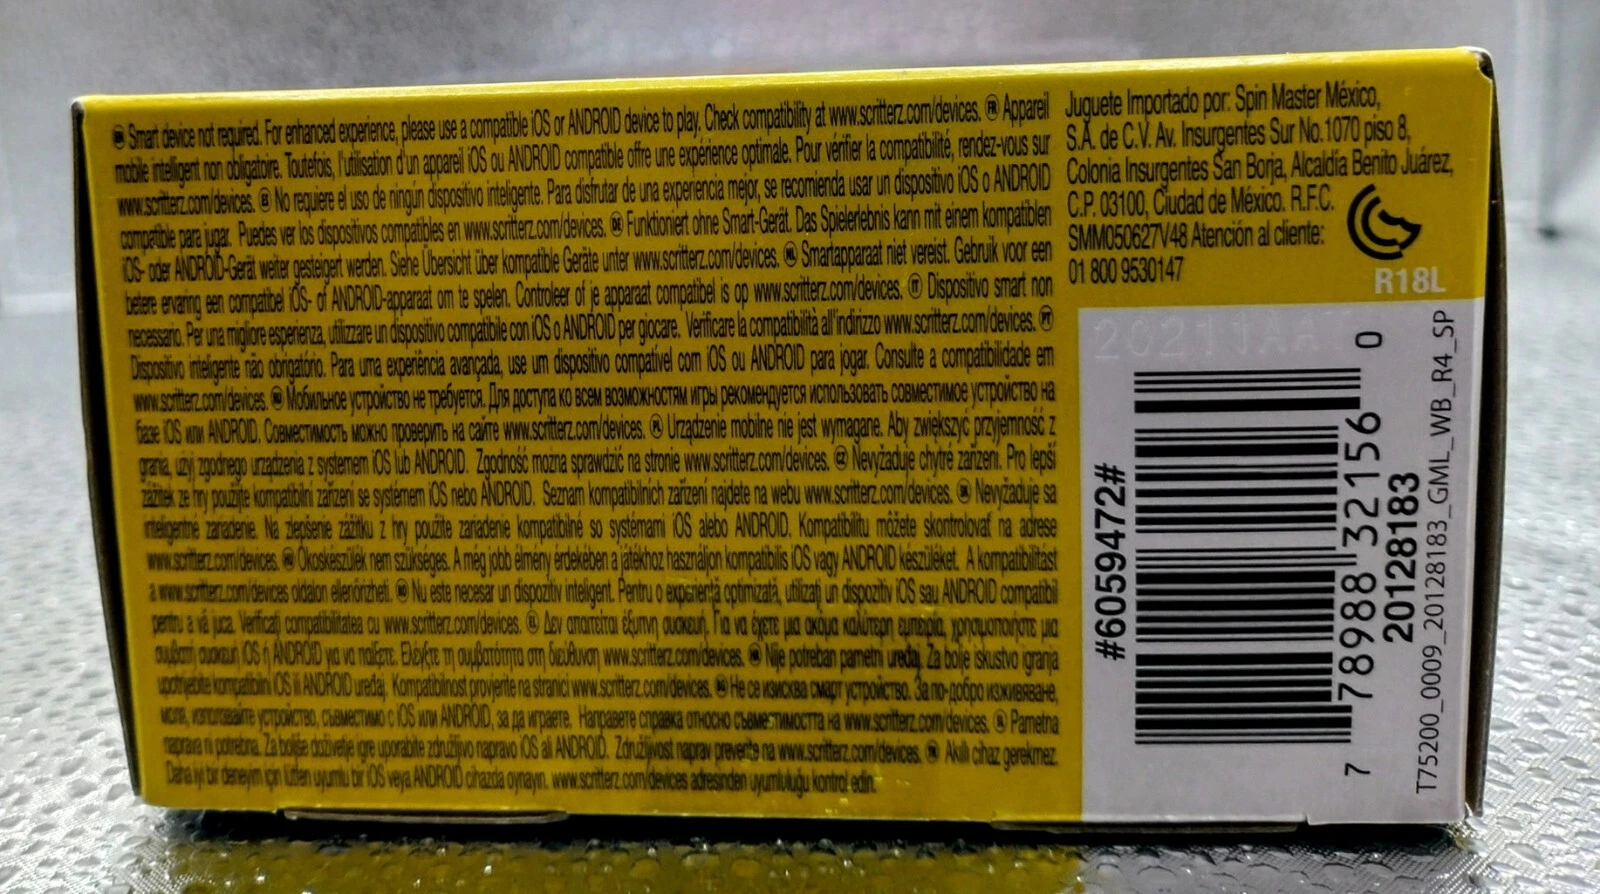 EN Smart device not required. For enhanced experience, please use a compatible iOS or ANDROID device to play. Check compatibility at www.scritterz.com/devices. FR Appareil
mobile intelligent non obligatoire. Toutefois, l'utilisation d'un appareil iOS ou ANDROID compatible offre une expérience optimale. Pour vérifier la compatibilité, rendez-vous sur
www.scritterz.com/devices. No requiere el uso de ningún dispositivo inteligente. Para disfrutar de una experiencia mejor, se recomienda usar un dispositivo iOS o ANDROID
compatible para jugar. Puedes ver los dispositivos compatibles en www.scritterz.com/devices. Funktioniert ohne Smart-Gerät. Das Spielerlebnis kann mit einem kompatiblen
iOS- oder ANDROID-Gerät weiter gesteigert werden. Siehe Übersicht über kompatible Geräte unter www.scritterz.com/devices. NL Smartapparaat niet vereist. Gebruik voor een
betere ervaring een compatibel iOS- of ANDROID-apparaat om te spelen. Controleer of je apparaat compatibel is op www.scritterz.com/devices. IT Dispositivo smart non
necessario. Per una migliore esperienza, utilizzare un dispositivo compatibile con iOS o ANDROID per giocare. Verificare la compatibilità all'indirizzo www.scritterz.com/devices. PT
Dispositivo inteligente não obrigatório. Para uma experiência avançada, use um dispositivo compatível com iOS ou ANDROID para jogar. Consulte a compatibilidade em
www.scritterz.com/devices. RU Мобильное устройство не требуется. Для доступа ко всем возможностям игры рекомендуется использовать совместимое устройство на
базе iOS или ANDROID. Совместимость можно проверить на сайте www.scritterz.com/devices. PL Urządzenie mobilne nie jest wymagane. Aby zwiększyć przyjemność z
grania, użyj zgodnego urządzenia z systemem iOS lub ANDROID. Zgodność można sprawdzić na stronie www.scritterz.com/devices. CZ Nevyžaduje chytré zařízení. Pro lepší
zážitek ze hry použijte kompatibilní zařízení se systémem iOS nebo ANDROID. Seznam kompatibilních zařízení najdete na webu www.scritterz.com/devices. SK Nevyžaduje sa
inteligentné zariadenie. Na zlepšenie zážitku z hry použite zariadenie kompatibilné so systémami iOS alebo ANDROID. Kompatibilitu môžete skontrolovať na adrese
www.scritterz.com/devices. HU Okoskészülék nem szükséges. A még jobb élmény érdekében a játékhoz használjon kompatibilis iOS vagy ANDROID készüléket. A kompatibilitást
a www.scritterz.com/devices oldalon ellenőrizheti. RO Nu este necesar un dispozitiv inteligent. Pentru o experiență optimizată, utilizați un dispozitiv iOS sau ANDROID compatibil
pentru a vă juca. Verificați compatibilitatea cu www.scritterz.com/devices. EL Δεν απαιτείται έξυπνη συσκευή. Για να έχετε μια ακόμα καλύτερη εμπειρία, χρησιμοποιήστε μια
συμβατή συσκευή iOS ή ANDROID για να παίξετε. Ελέγξτε τη συμβατότητα στη διεύθυνση www.scritterz.com/devices. HR Nije potreban pametni uređaj. Za bolje iskustvo igranja
upotrijebite kompatibilni iOS ili ANDROID uređaj. Kompatibilnost provjerite na stranici www.scritterz.com/devices. BG Не се изисква смарт устройство. За по-добро изживяване,
моля, използвайте устройство, съвместимо с iOS или ANDROID, за да играете. Направете справка относно съвместимостта на www.scritterz.com/devices. SL Pametna
naprava ni potrebna. Za boljše doživetje igre uporabite združljivo napravo iOS ali ANDROID. Združljivost naprav preverite na www.scritterz.com/devices. TR Akıllı cihaz gerekmez.
Daha iyi bir deneyim için lütfen uyumlu bir iOS veya ANDROID cihazda oynayın. www.scritterz.com/devices adresinden uyumluluğu kontrol edin.
Juguete Importado por: Spin Master México,
S.A. de C.V. Av. Insurgentes Sur No.1070 piso 8,
Colonia Insurgentes San Borja, Alcaldía Benito Juárez,
C.P. 03100, Ciudad de México. R.F.C.
SMM050627V48 Atención al cliente:
01 800 9530147
R18L
#6059472#
7 78988 32156 0
20128183
T75200_0009_20128183_GML_WB_R4_SP